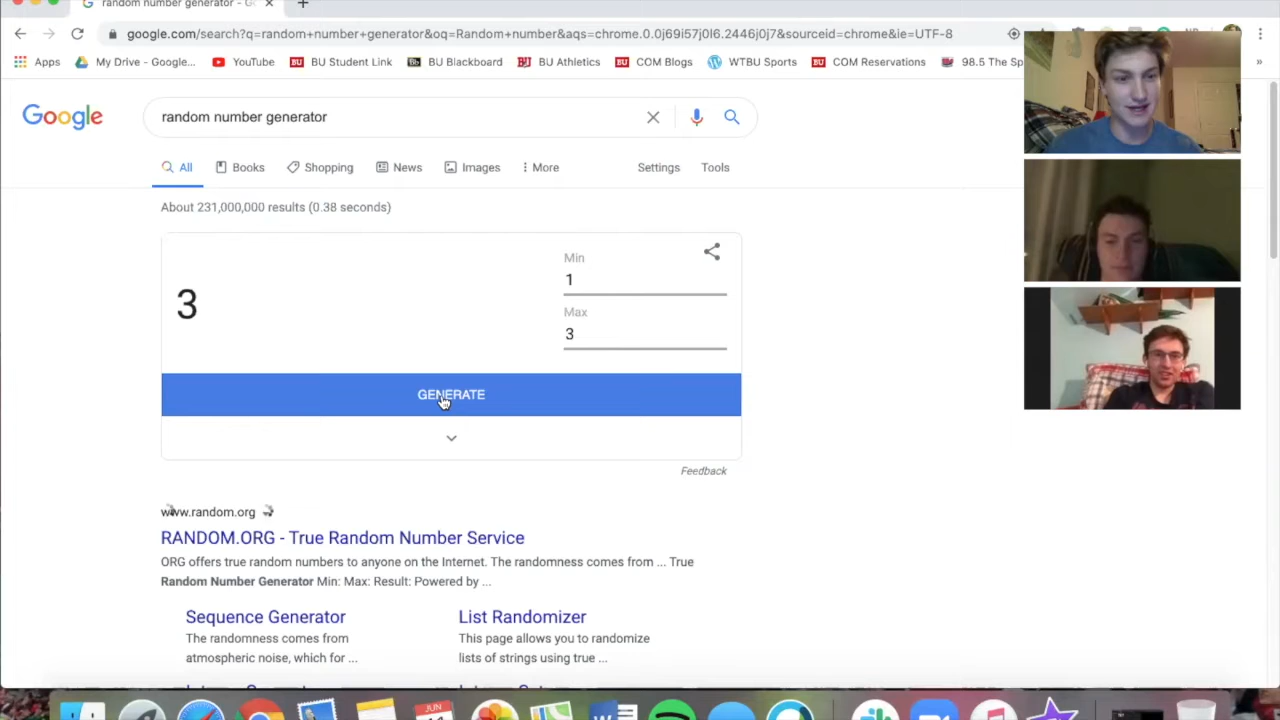 random number generator - G
google.com/search?q=random+number+generator&oq=Random+number&aqs=chrome.0.0j69i57j0l6.2446j0j7&sourceid=chrome&ie=UTF-8
Apps My Drive - Google... YouTube BU Student Link BU Blackboard BU Athletics COM Blogs WTBU Sports COM Reservations 98.5 The Sp »
Google random number generator
All Books Shopping News Images More Settings Tools
About 231,000,000 results (0.38 seconds)
Min
1
3
Max
3
GENERATE
Feedback
www.random.org
RANDOM.ORG - True Random Number Service
ORG offers true random numbers to anyone on the Internet. The randomness comes from ... True
Random Number Generator Min: Max: Result: Powered by ...
Sequence Generator
The randomness comes from
atmospheric noise, which for ...
List Randomizer
This page allows you to randomize
lists of strings using true ...
JUN